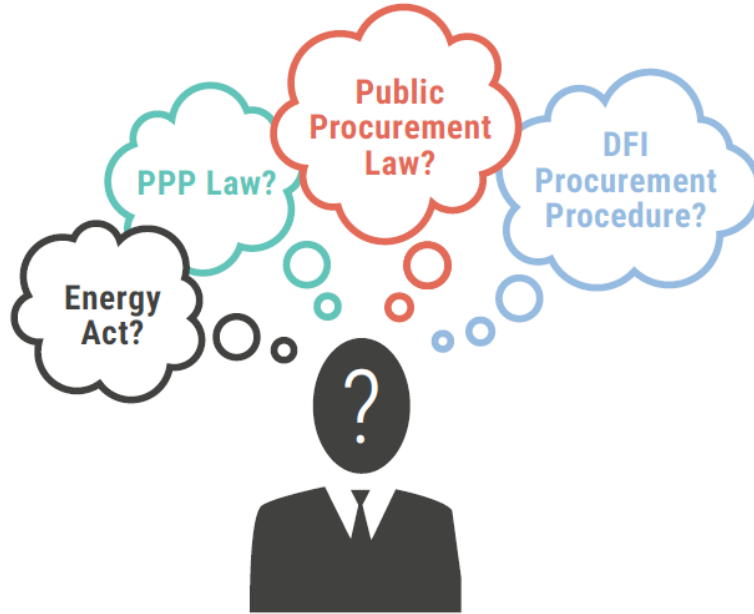 Energy
Act?
PPP Law?
Public
Procurement
Law?
DFI
Procurement
Procedure?
?